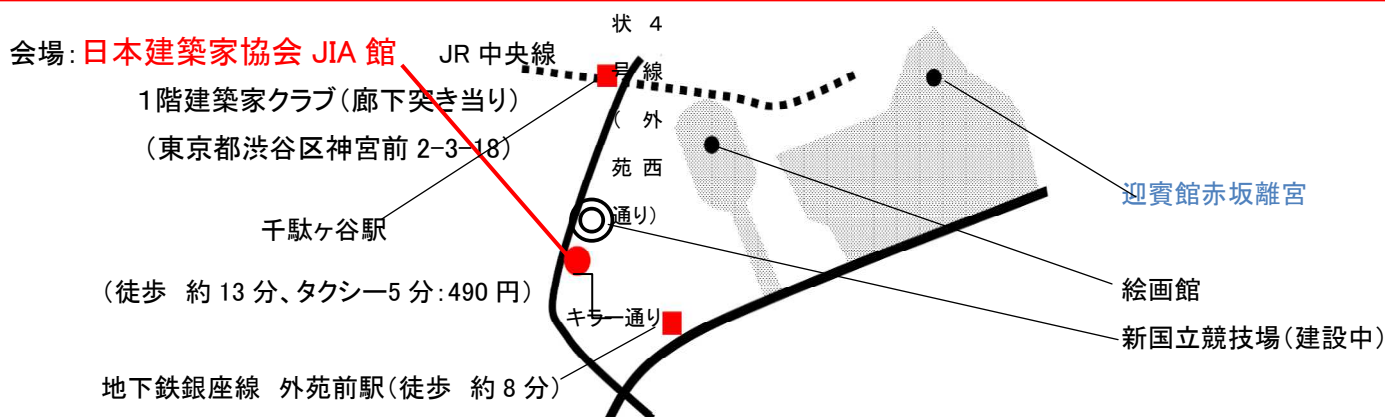 会場：日本建築家協会 JIA 館
JR 中央線
1階建築家クラブ（廊下突き当り）
（東京都渋谷区神宮前 2-3-18）
千駄ヶ谷駅
（徒歩 約 13 分、タクシー5 分：490 円）
地下鉄銀座線 外苑前駅（徒歩 約 8 分）
状 4
号 線
（ 外
苑 西
通り）
キラー通り
迎賓館赤坂離宮
絵画館
新国立競技場（建設中）